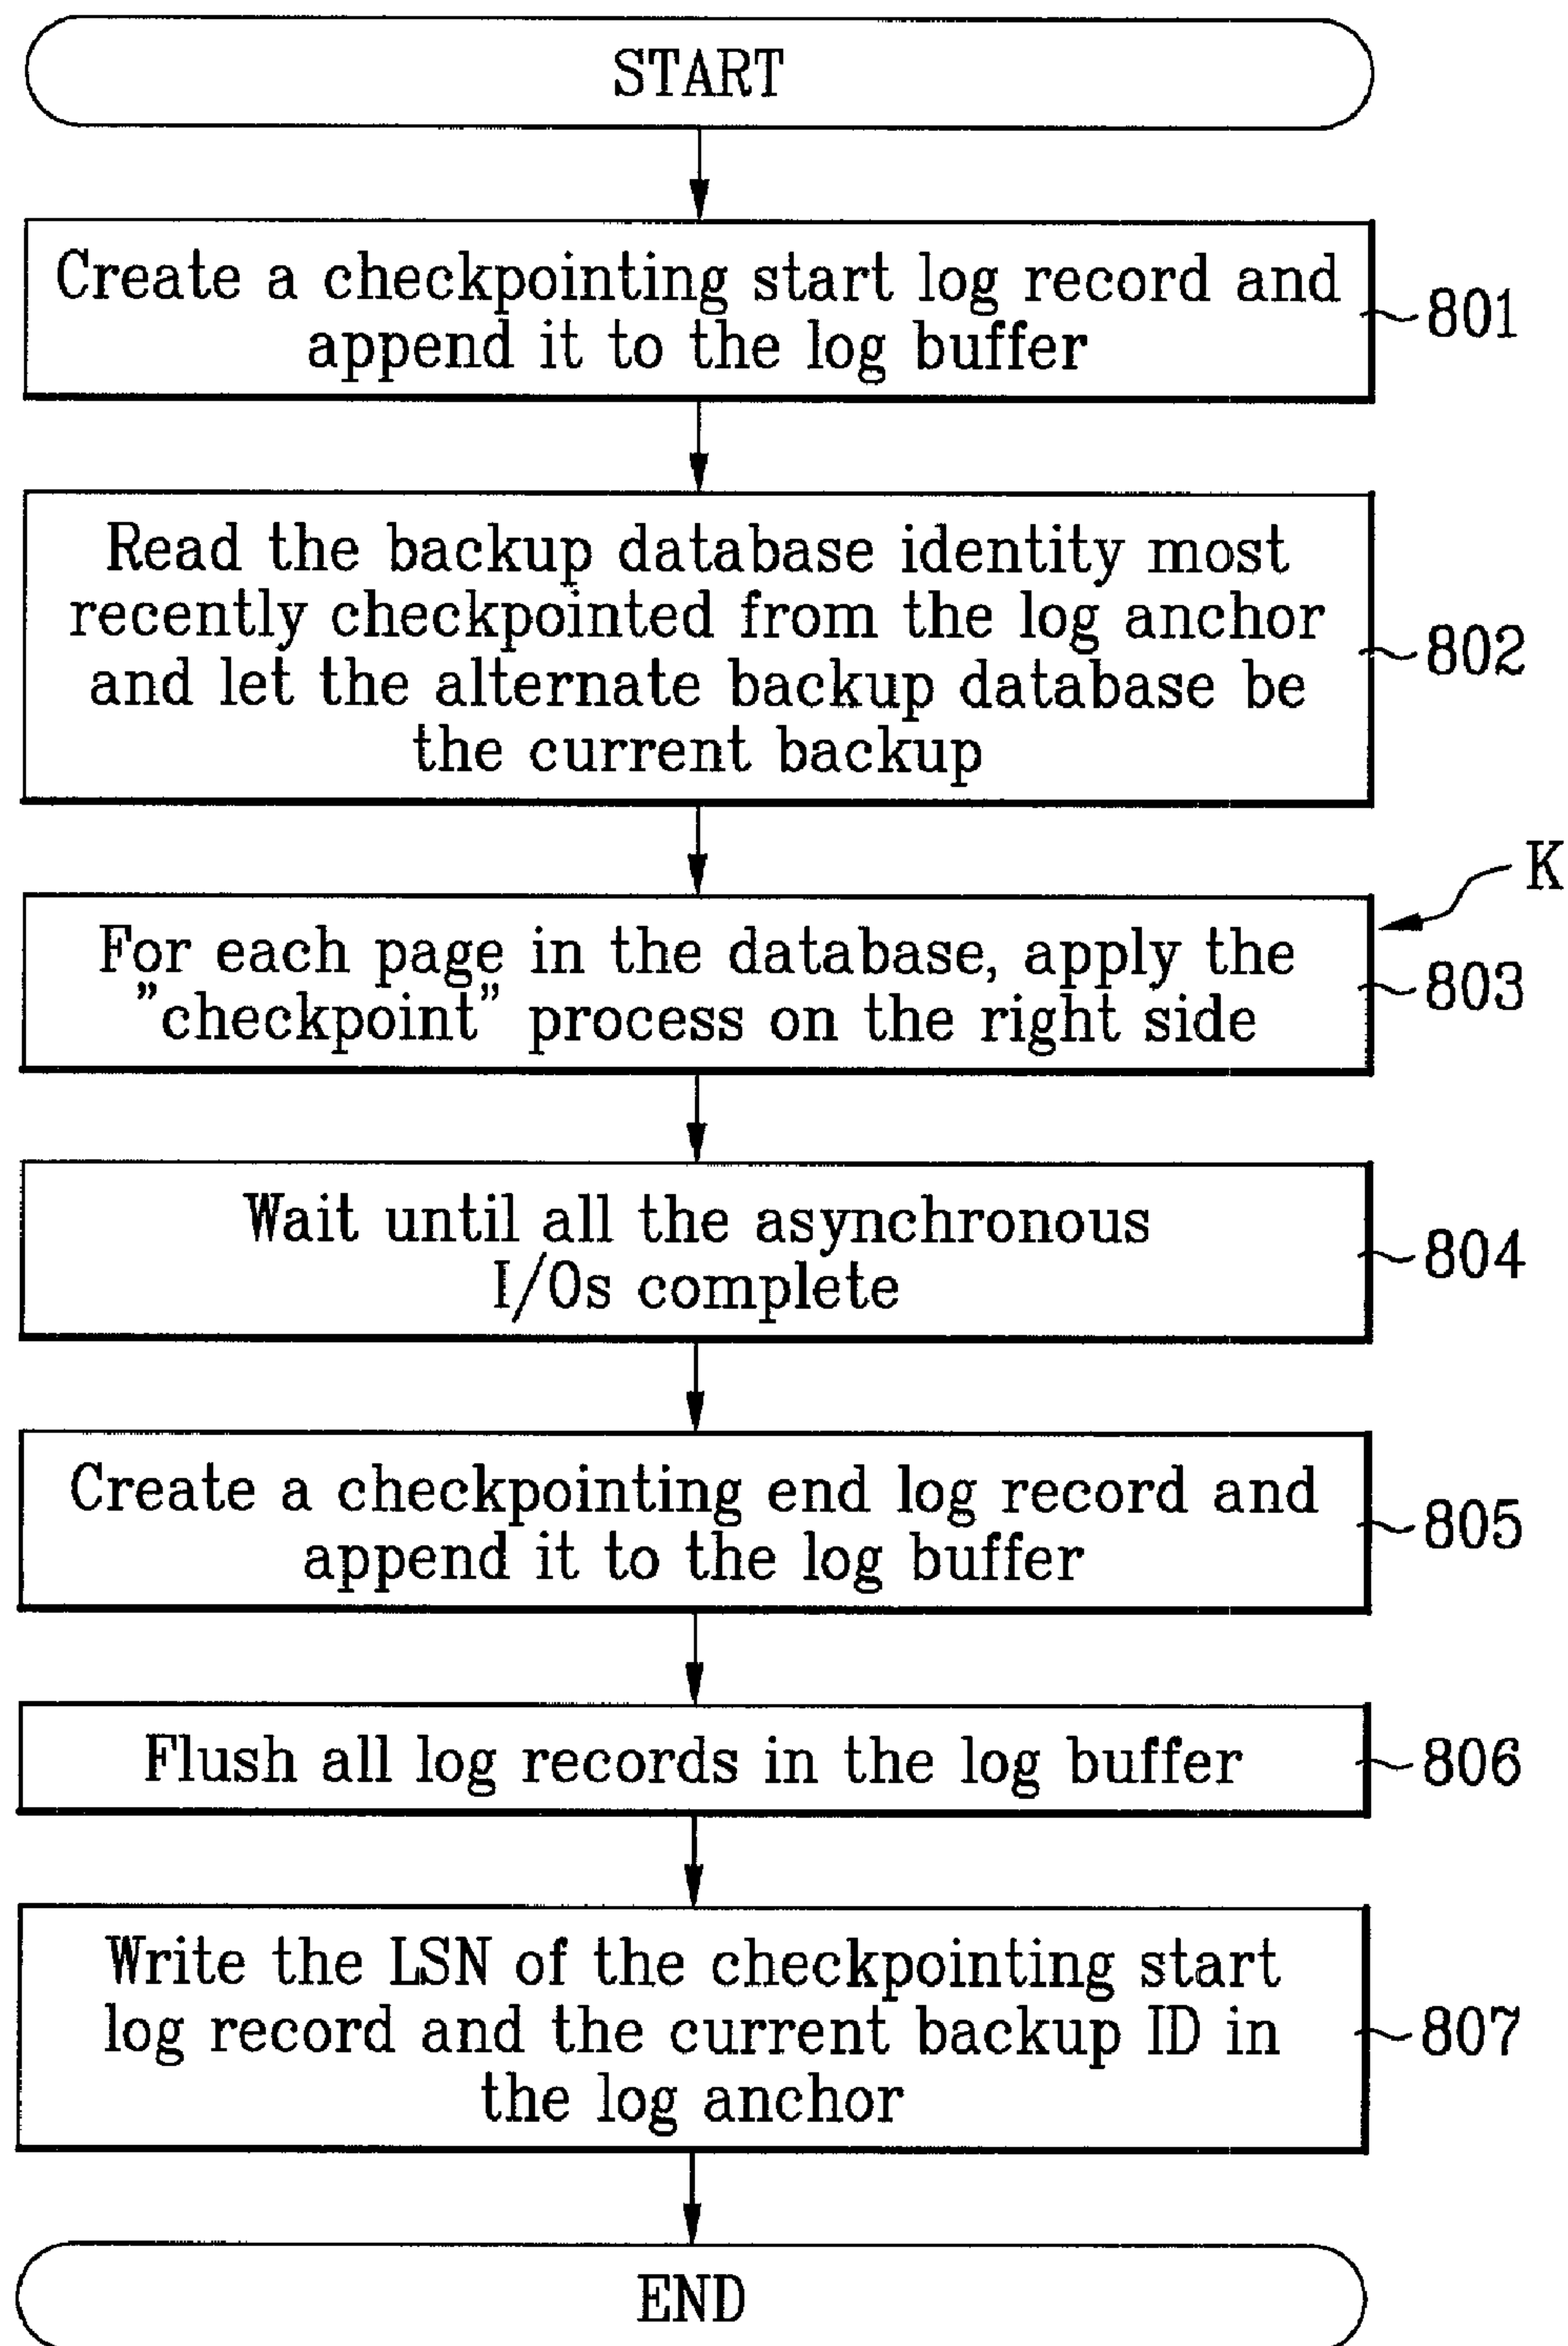 START
Create a checkpointing start log record and
append it to the log buffer
801
Read the backup database identity most
recently checkpointed from the log anchor
and let the alternate backup database be
the current backup
802
K
For each page in the database, apply the
"checkpoint" process on the right side
803
Wait until all the asynchronous
I/Os complete
804
Create a checkpointing end log record and
append it to the log buffer
805
Flush all log records in the log buffer
806
Write the LSN of the checkpointing start
log record and the current backup ID in
the log anchor
807
END